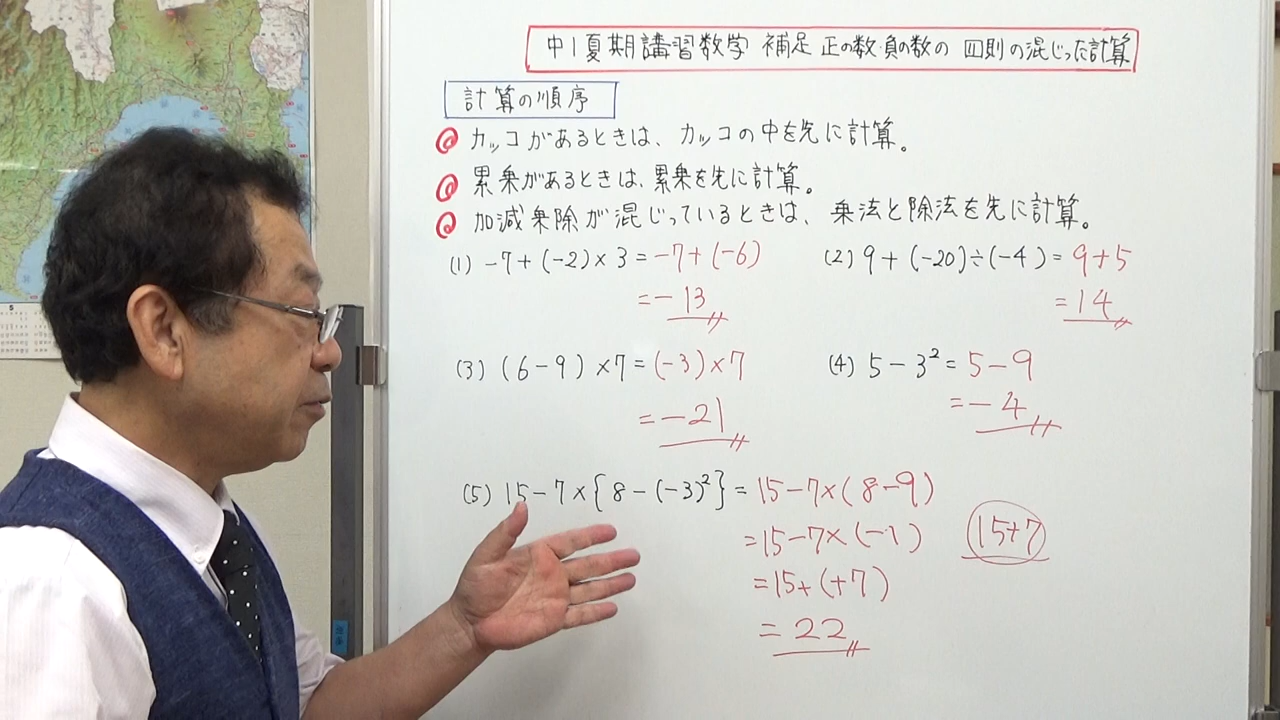 中1夏期講習数学 補足 正の数・負の数の 四則の混じった計算
計算の順序
カッコがあるときは、カッコの中を先に計算。
累乗があるときは、累乗を先に計算。
加減乗除が混じっているときは、乗法と除法を先に計算。
(1) -7+(-2)×3=-7+(-6)
=-13
(2) 9+(-20)÷(-4)=9+5
=14
(3) (6-9)×7=(-3)×7
=-21
(4) 5-3²=5-9
=-4
(5) 15-7×{8-(-3)²}=15-7×(8-9)
=15-7×(-1)
15+7
=15+(+7)
=22